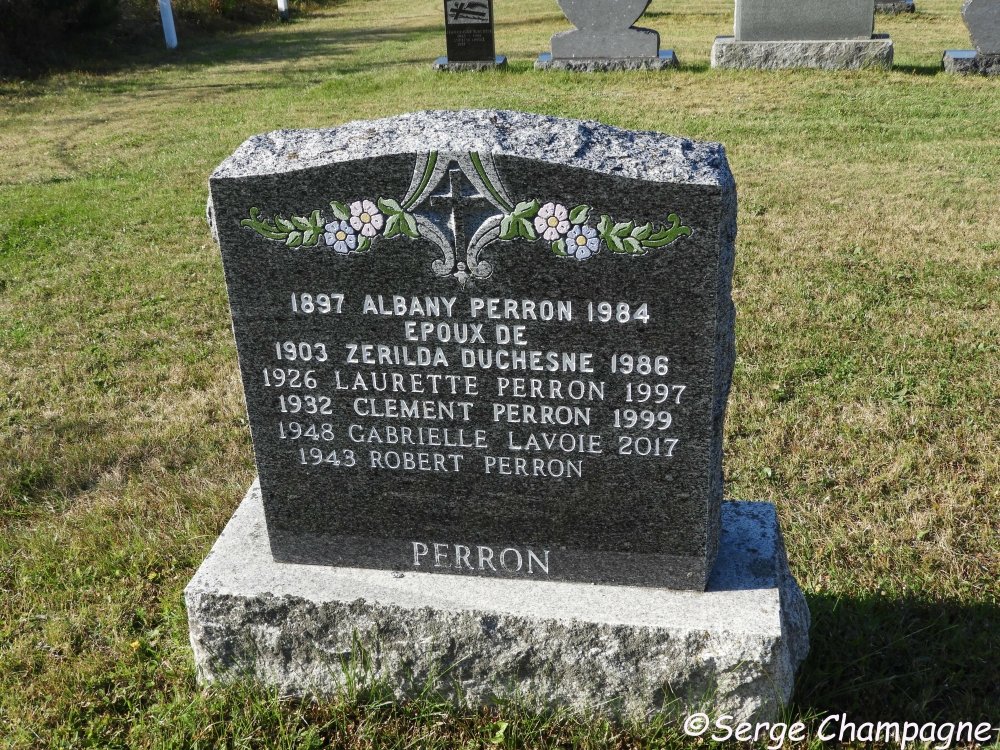 1897 ALBANY PERRON 1984
EPOUX DE
1903 ZERILDA DUCHESNE 1986
1926 LAURETTE PERRON 1997
1932 CLEMENT PERRON 1999
1948 GABRIELLE LAVOIE 2017
1943 ROBERT PERRON
PERRON
©Serge Champagne